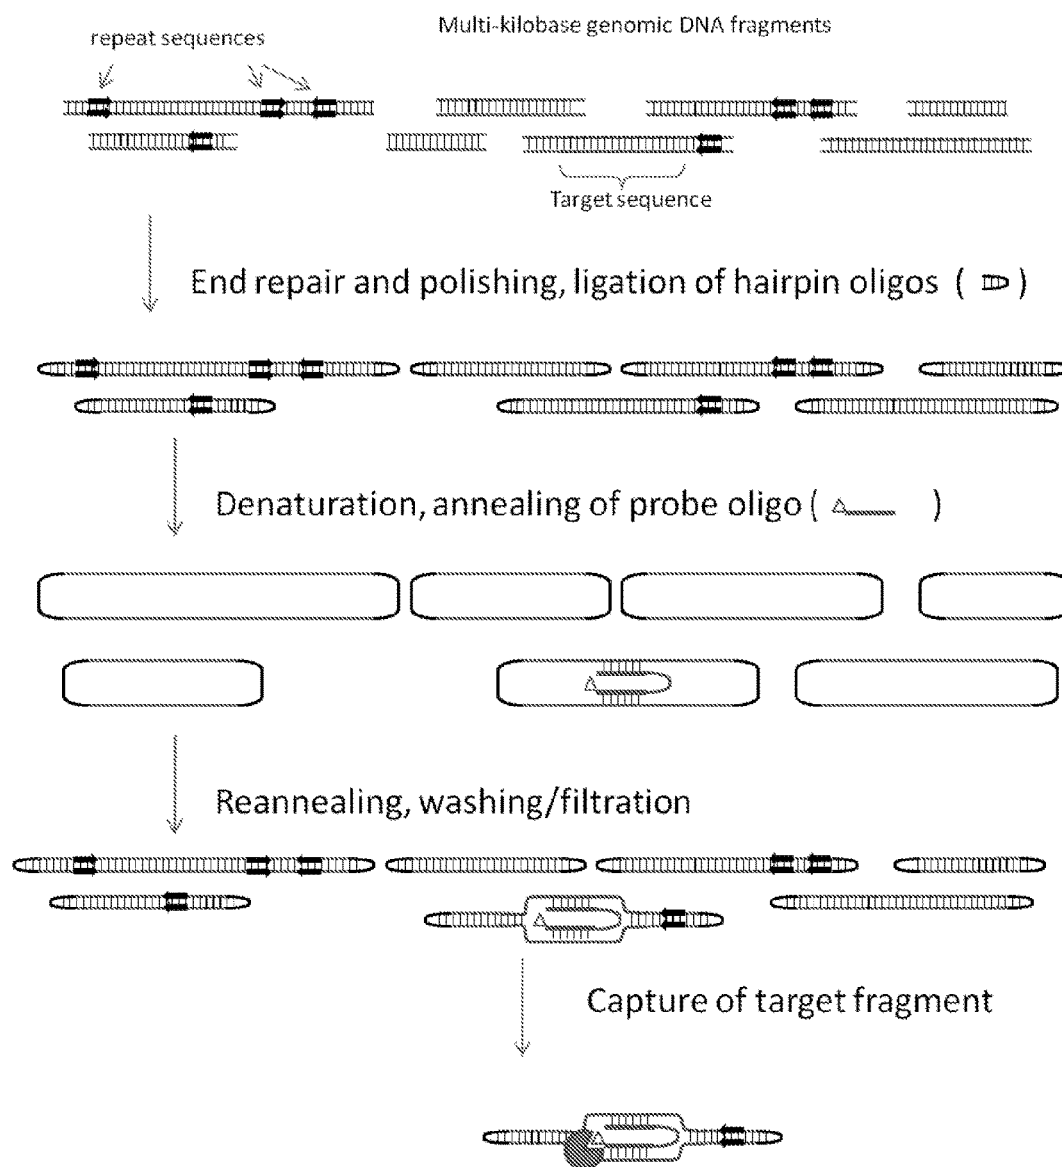 Multi-kilobase genomic DNA fragments
repeat sequences
Target sequence
End repair and polishing, ligation of hairpin oligos ( )
Denaturation, annealing of probe oligo ( )
Reannealing, washing/filtration
Capture of target fragment